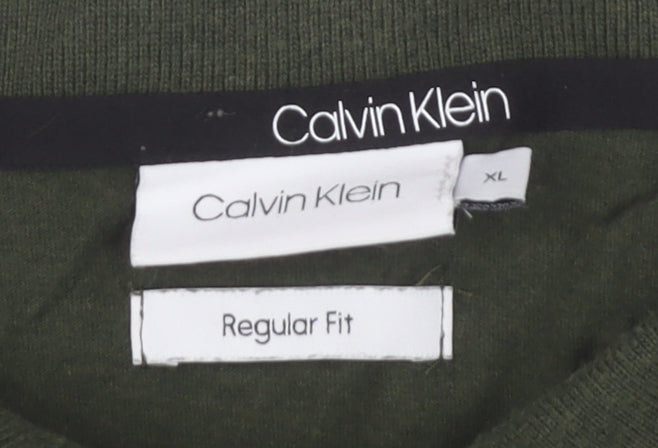 Calvin Klein
Calvin Klein
XL
Regular Fit